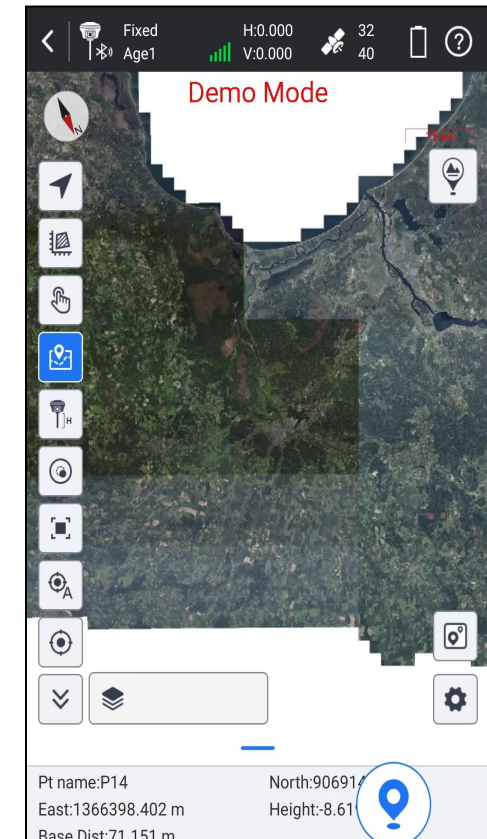 Fixed
H:0.000
32
Age1
V:0.000
40
Demo Mode
N
H
A
Pt name:P14
North:906914
East:1366398.402 m
Height:-8.61
Base Dist:71.151 m